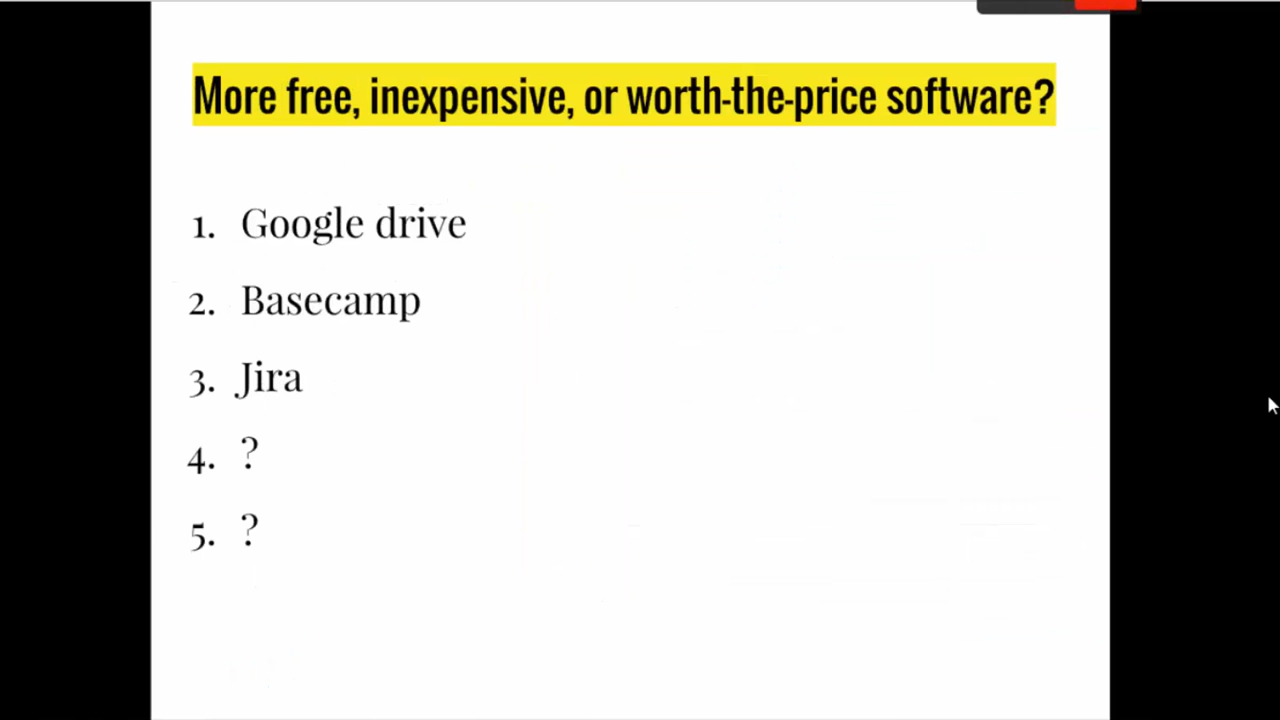 More free, inexpensive, or worth-the-price software?
1. Google drive
2. Basecamp
3. Jira
4. ?
5. ?